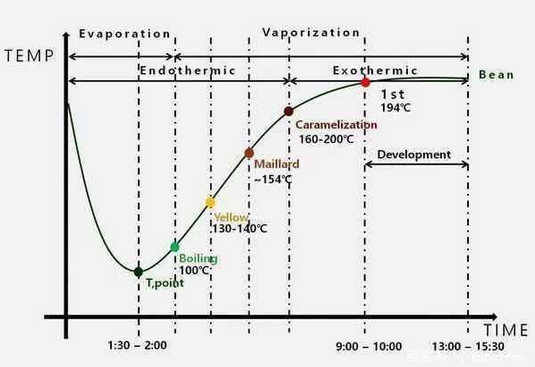 Evaporation
Vaporization
TEMP
Endothermic
Exothermic
Bean
1st
194℃
Caramelization
160-200℃
Development
Maillard
~154℃
Yellow
130-140℃
Boiling
100℃
T,point
TIME
1:30 – 2:00
9:00 – 10:00
13:00 – 15:30